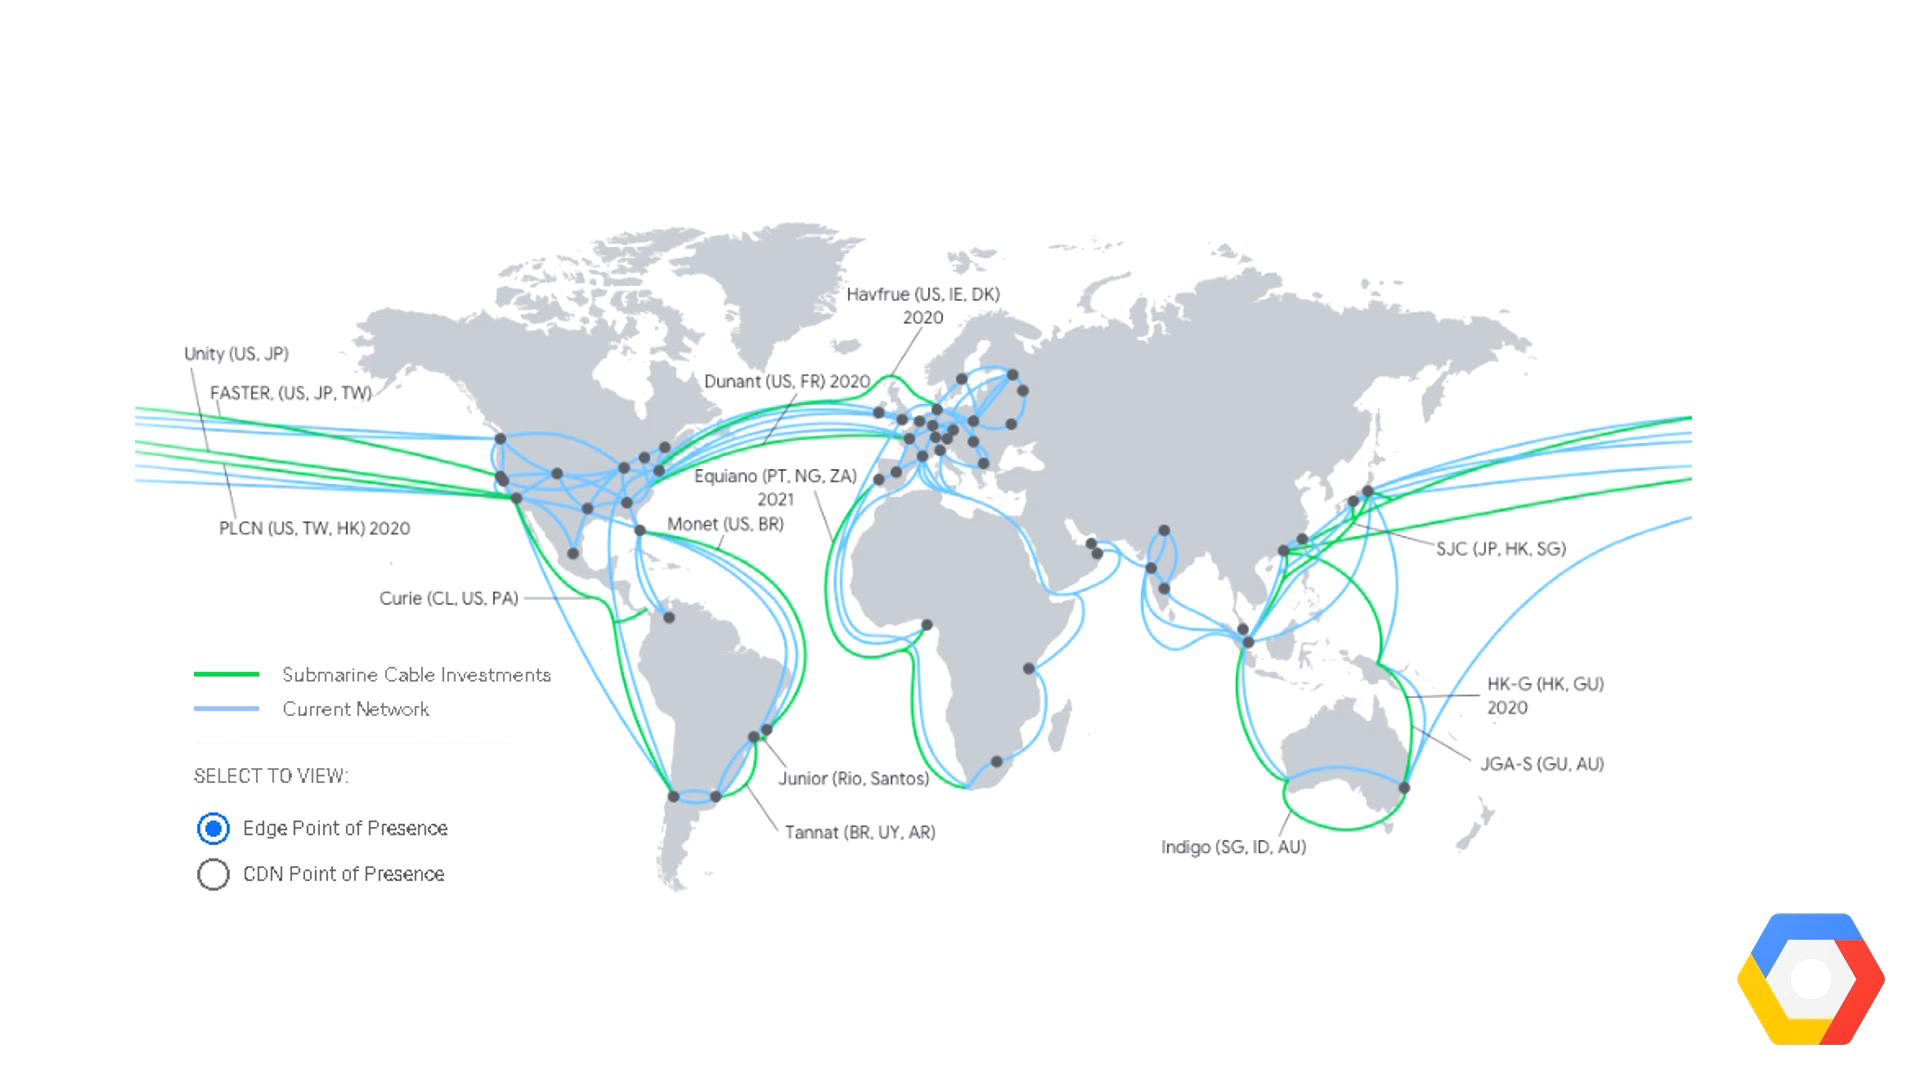 Havfrue (US, IE, DK)
2020
Unity (US, JP)
FASTER, (US, JP, TW)
Dunant (US, FR) 2020
Equiano (PT, NG, ZA)
2021
PLCN (US, TW, HK) 2020
Monet (US, BR)
SJC (JP, HK, SG)
Curie (CL, US, PA)
Submarine Cable Investments
Current Network
HK-G (HK, GU)
2020
JGA-S (GU, AU)
SELECT TO VIEW:
Junior (Rio, Santos)
Edge Point of Presence
Tannat (BR, UY, AR)
Indigo (SG, ID, AU)
CDN Point of Presence